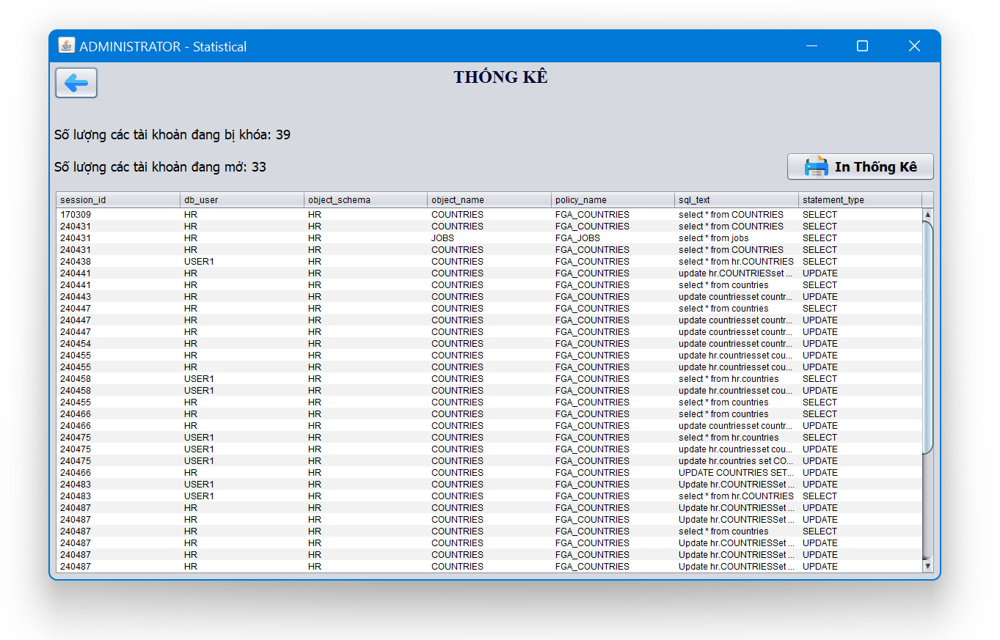 ADMINISTRATOR - Statistical
THỐNG KÊ
Số lượng các tài khoản đang bị khóa: 39
Số lượng các tài khoản đang mở: 33
In Thống Kê
session_id db_user object_schema object_name policy_name sql_text statement_type
170309 HR HR COUNTRIES FGA_COUNTRIES select * from COUNTRIES SELECT
240431 HR HR COUNTRIES FGA_COUNTRIES select * from COUNTRIES SELECT
240431 HR HR JOBS FGA_JOBS select * from jobs SELECT
240431 HR HR COUNTRIES FGA_COUNTRIES select * from COUNTRIES SELECT
240438 USER1 HR COUNTRIES FGA_COUNTRIES select * from hr.COUNTRIES SELECT
240441 HR HR COUNTRIES FGA_COUNTRIES update hr.COUNTRIESset ... UPDATE
240441 HR HR COUNTRIES FGA_COUNTRIES select * from countries SELECT
240443 HR HR COUNTRIES FGA_COUNTRIES update countriesset countr... UPDATE
240447 HR HR COUNTRIES FGA_COUNTRIES select * from countries SELECT
240447 HR HR COUNTRIES FGA_COUNTRIES update countriesset countr... UPDATE
240447 HR HR COUNTRIES FGA_COUNTRIES update countriesset countr... UPDATE
240454 HR HR COUNTRIES FGA_COUNTRIES update countriesset countr... UPDATE
240455 HR HR COUNTRIES FGA_COUNTRIES update hr.countriesset cou... UPDATE
240455 HR HR COUNTRIES FGA_COUNTRIES update hr.countriesset cou... UPDATE
240458 USER1 HR COUNTRIES FGA_COUNTRIES select * from hr.countries SELECT
240458 USER1 HR COUNTRIES FGA_COUNTRIES update hr.countriesset cou... UPDATE
240455 HR HR COUNTRIES FGA_COUNTRIES select * from countries SELECT
240466 HR HR COUNTRIES FGA_COUNTRIES select * from countries SELECT
240466 HR HR COUNTRIES FGA_COUNTRIES update countriesset countr... UPDATE
240475 USER1 HR COUNTRIES FGA_COUNTRIES select * from hr.countries SELECT
240475 USER1 HR COUNTRIES FGA_COUNTRIES update hr.countriesset cou... UPDATE
240475 USER1 HR COUNTRIES FGA_COUNTRIES update hr.countries set CO... UPDATE
240466 HR HR COUNTRIES FGA_COUNTRIES UPDATE COUNTRIES SET... UPDATE
240483 USER1 HR COUNTRIES FGA_COUNTRIES Update hr.COUNTRIESSet ... UPDATE
240483 USER1 HR COUNTRIES FGA_COUNTRIES select * from hr.COUNTRIES SELECT
240487 HR HR COUNTRIES FGA_COUNTRIES Update hr.COUNTRIESSet ... UPDATE
240487 HR HR COUNTRIES FGA_COUNTRIES Update hr.COUNTRIESSet ... UPDATE
240487 HR HR COUNTRIES FGA_COUNTRIES select * from countries SELECT
240487 HR HR COUNTRIES FGA_COUNTRIES Update hr.COUNTRIESSet ... UPDATE
240487 HR HR COUNTRIES FGA_COUNTRIES Update hr.COUNTRIESSet ... UPDATE
240487 HR HR COUNTRIES FGA_COUNTRIES Update hr.COUNTRIESSet ... UPDATE